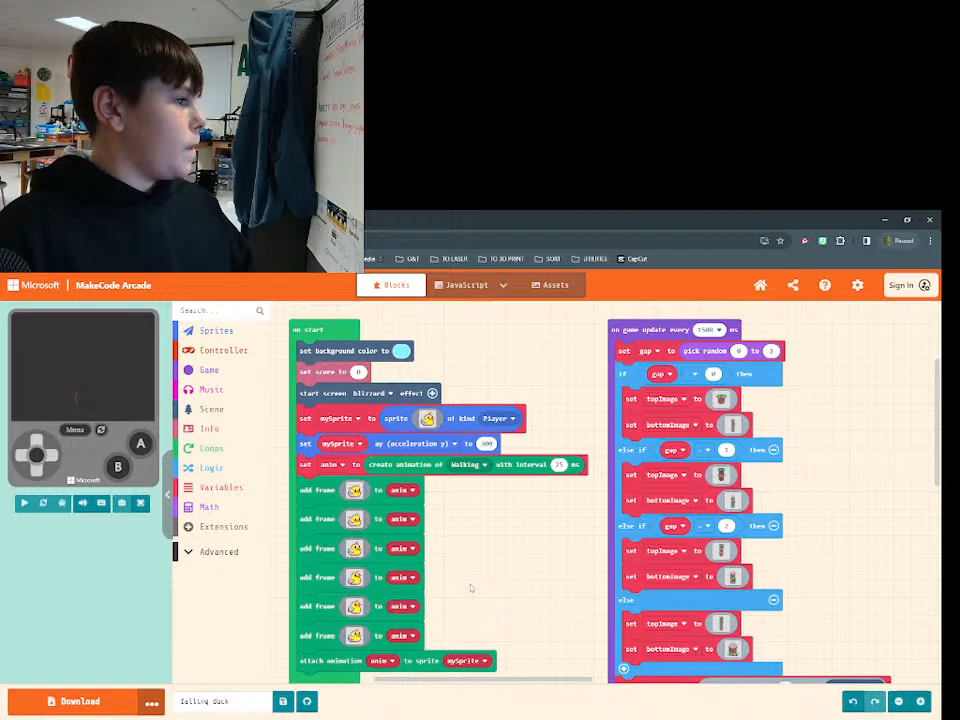 Paused
G&T
TO LASER
TO 3D PRINT
SORT
UTILITIES
CapCut
Microsoft
MakeCode Arcade
Blocks
JavaScript
Assets
Sign In
Search...
Sprites
Controller
Game
Music
Scene
Info
Loops
Logic
Variables
Math
Extensions
Advanced
Menu
A
B
Microsoft
on start
set background color to
set score to 0
start screen blizzard effect
set mySprite to sprite of kind Player
set mySprite ay (acceleration y) to 300
set anim to create animation of Walking with interval 25 ms
add frame to anim
add frame to anim
add frame to anim
add frame to anim
add frame to anim
add frame to anim
attach animation anim to sprite mySprite
on game update every 1500 ms
set gap to pick random 0 to 3
if gap = 0 then
set topImage to
set bottomImage to
else if gap = 1 then
set topImage to
set bottomImage to
else if gap = 2 then
set topImage to
set bottomImage to
else
set topImage to
set bottomImage to
Download
falling duck